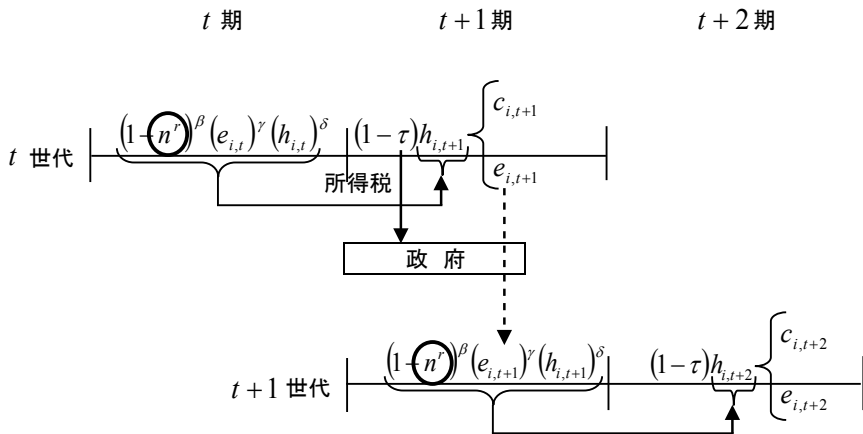 t 期 t+1期 t+2期
(1-n^r)^β (e_{i,t})^γ (h_{i,t})^δ (1-τ)h_{i,t+1} { c_{i,t+1}
t 世代
e_{i,t+1}
所得税
政 府
(1-n^r)^β (e_{i,t+1})^γ (h_{i,t+1})^δ (1-τ)h_{i,t+2} { c_{i,t+2}
t+1 世代
e_{i,t+2}